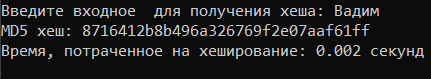 Введите входное  для получения хеша: Вадим
MD5 хеш: 8716412b8b496a326769f2e07aaf61ff
Время, потраченное на хеширование: 0.002 секунд